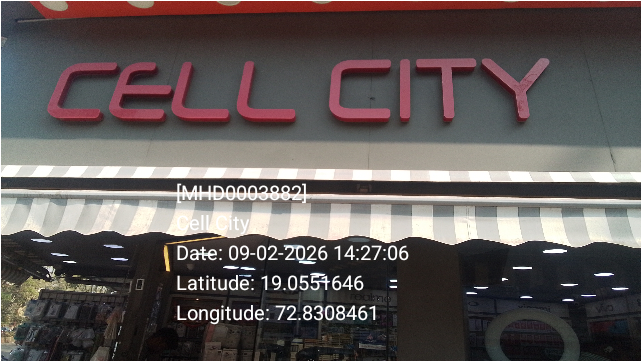 CELL CITY
[MHD0003882]
Cell City
Date: 09-02-2026 14:27:06
Latitude: 19.0551646
Longitude: 72.8308461